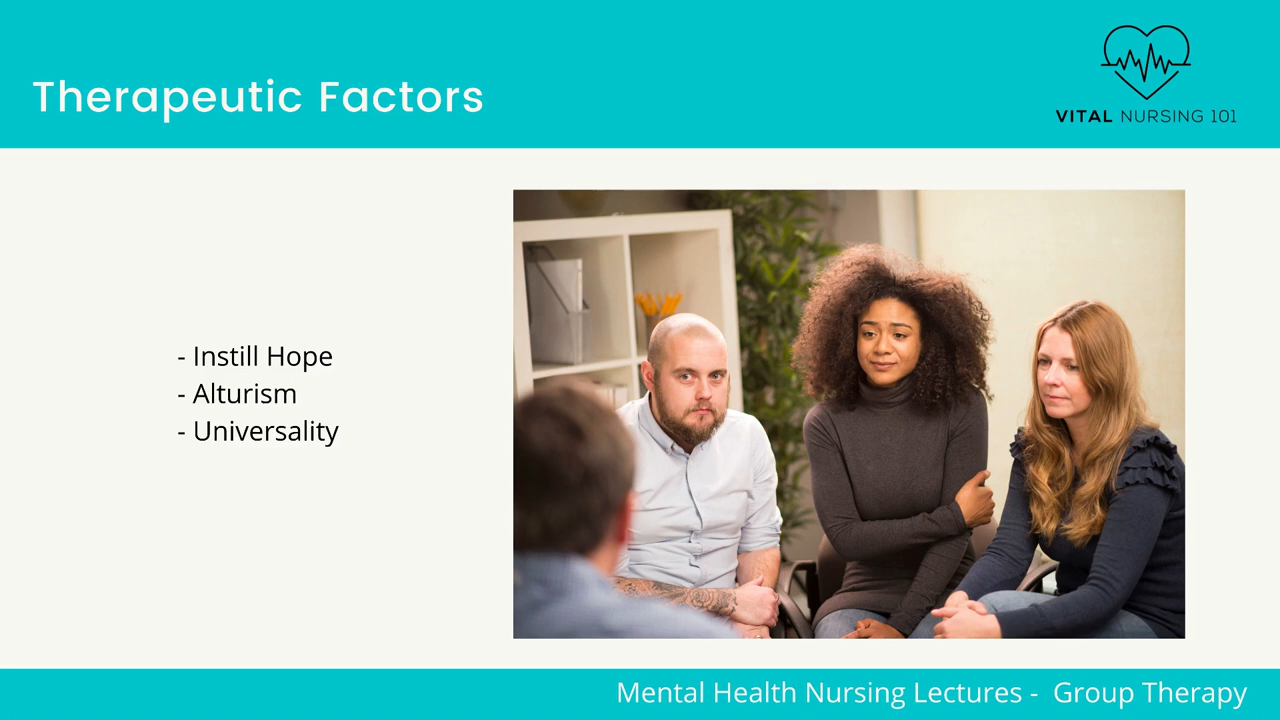 Therapeutic Factors
VITAL NURSING 101
- Instill Hope
- Alturism
- Universality
Mental Health Nursing Lectures - Group Therapy